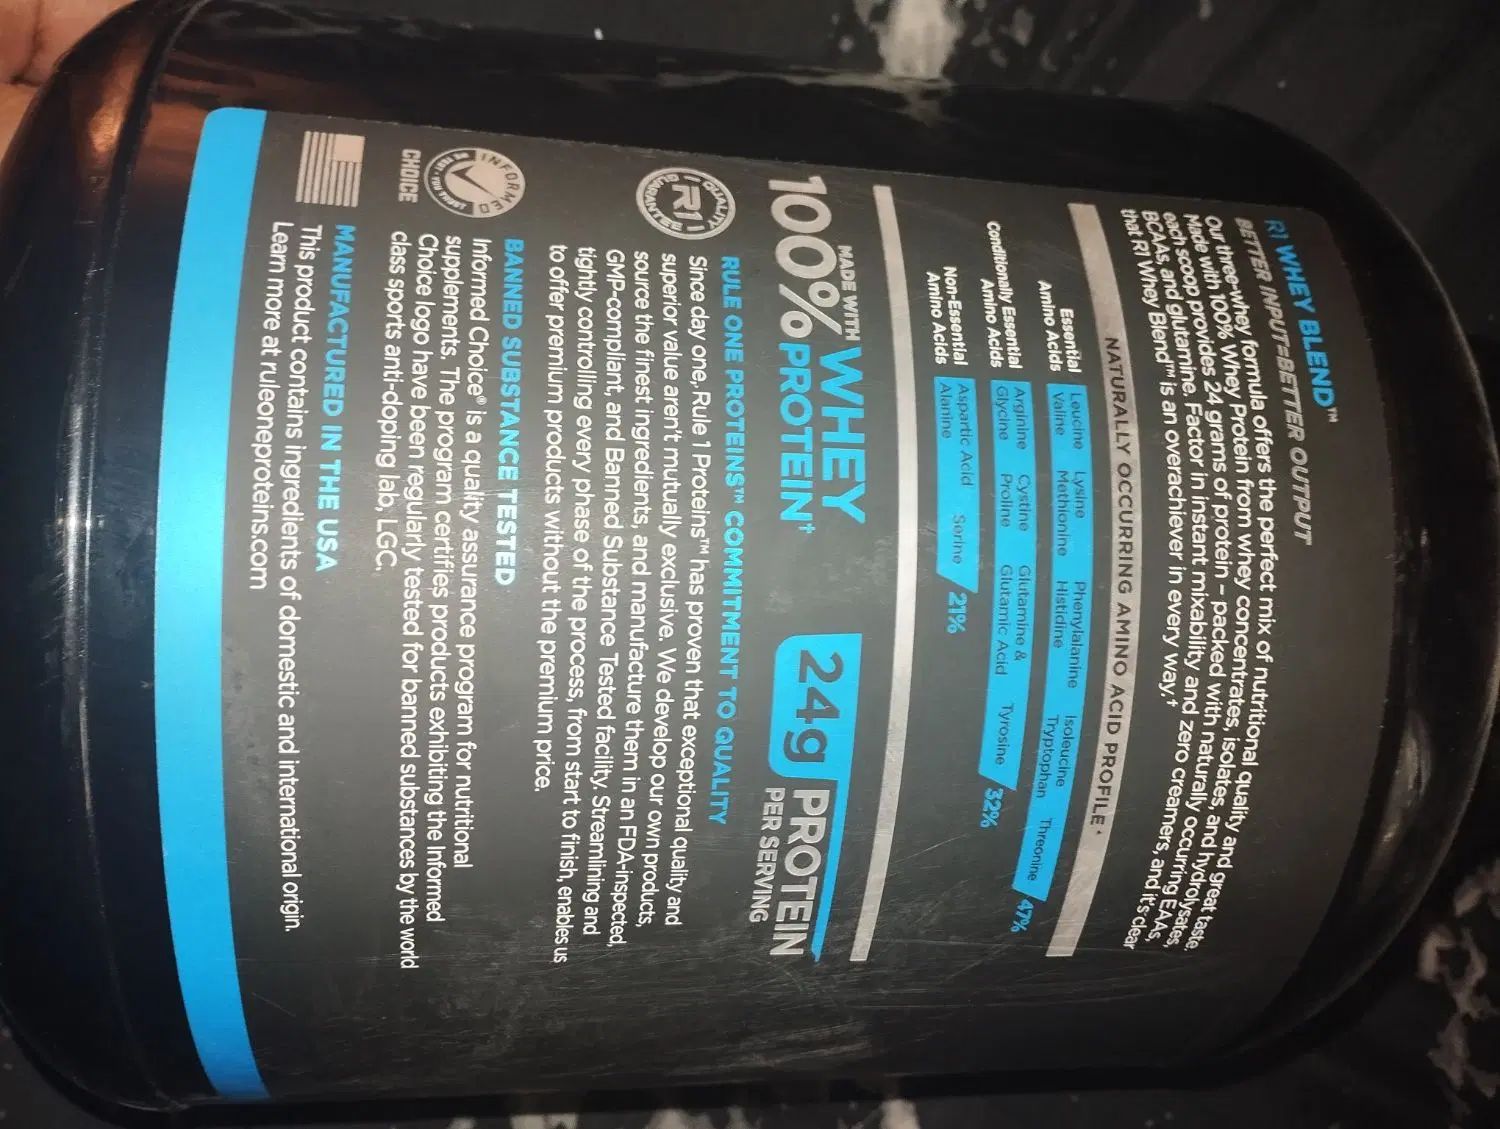 R1 WHEY BLEND™
BETTER INPUT=BETTER OUTPUT
Our three-whey formula offers the perfect mix of nutritional quality and great taste.
Made with 100% Whey Protein from whey concentrates, isolates, and hydrolysates,
each scoop provides 24 grams of protein – packed with naturally occurring EAAs,
BCAAs, and glutamine. Factor in instant mixability and zero creamers, and it's clear
that R1 Whey Blend™ is an overachiever in every way.†
NATURALLY OCCURRING AMINO ACID PROFILE
Essential
Amino Acids
Leucine Lysine Phenylalanine Isoleucine Threonine
Valine Methionine Histidine Tryptophan
47%
Conditionally Essential
Amino Acids
Arginine Cystine Glutamine & Tyrosine
Glycine Proline Glutamic Acid
32%
Non-Essential
Amino Acids
Aspartic Acid Serine
Alanine
21%
MADE WITH
100% WHEY
PROTEIN†
24g PROTEIN
PER SERVING
QUALITY
R1
GUARANTEE
RULE ONE PROTEINS™ COMMITMENT TO QUALITY
Since day one, Rule 1 Proteins™ has proven that exceptional quality and
superior value aren't mutually exclusive. We develop our own products,
source the finest ingredients, and manufacture them in an FDA-inspected,
GMP-compliant, and Banned Substance Tested facility. Streamlining and
tightly controlling every phase of the process, from start to finish, enables us
to offer premium products without the premium price.
INFORMED
CHOICE
BANNED SUBSTANCE TESTED
Informed Choice® is a quality assurance program for nutritional
supplements. The program certifies products exhibiting the Informed
Choice logo have been regularly tested for banned substances by the world
class sports anti-doping lab, LGC.
MANUFACTURED IN THE USA
This product contains ingredients of domestic and international origin.
Learn more at ruleoneproteins.com